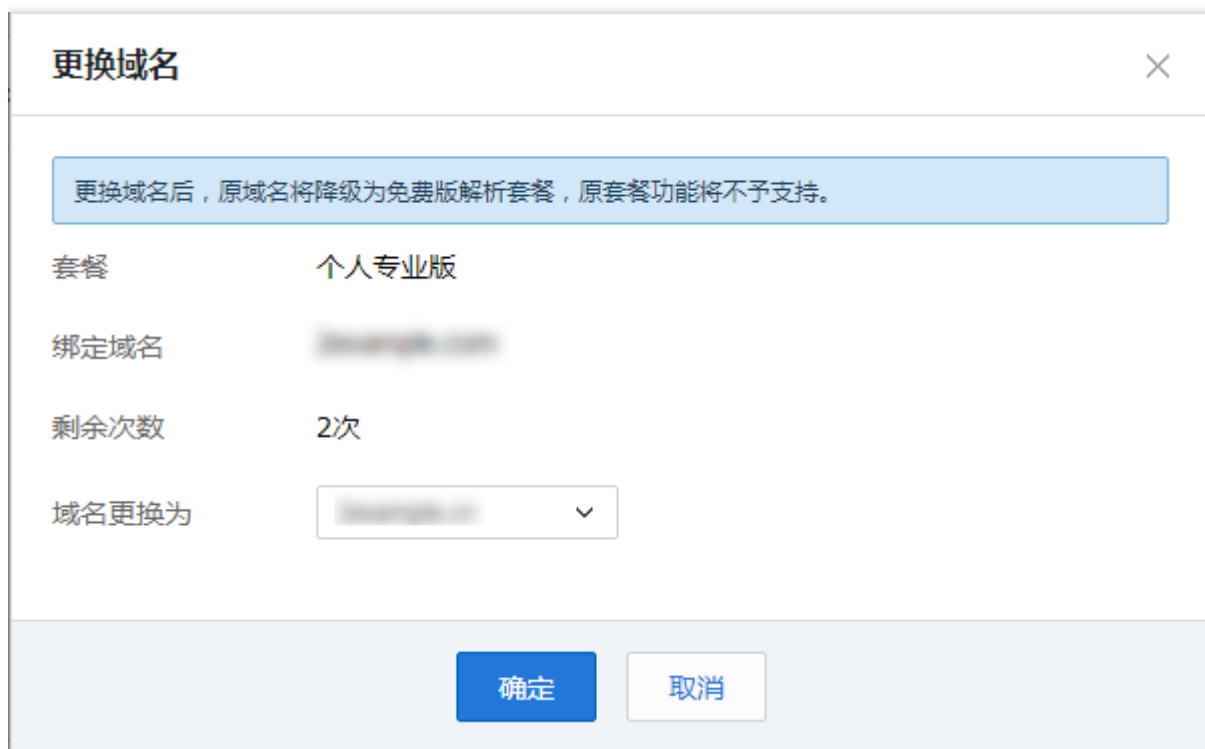 更换域名
更换域名后，原域名将降级为免费版解析套餐，原套餐功能将不予支持。
套餐 个人专业版
绑定域名
剩余次数 2次
域名更换为
确定 取消